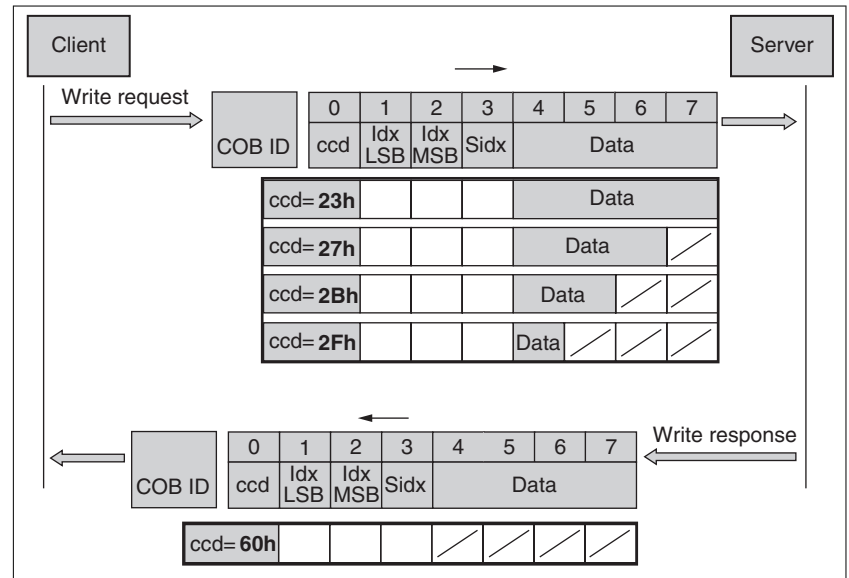 Client
Server
Write request
0 1 2 3 4 5 6 7
COB ID
ccd
Idx
LSB
Idx
MSB
Sidx
Data
ccd= 23h
Data
ccd= 27h
Data
ccd= 2Bh
Data
ccd= 2Fh
Data
Write response
0 1 2 3 4 5 6 7
COB ID
ccd
Idx
LSB
Idx
MSB
Sidx
Data
ccd= 60h